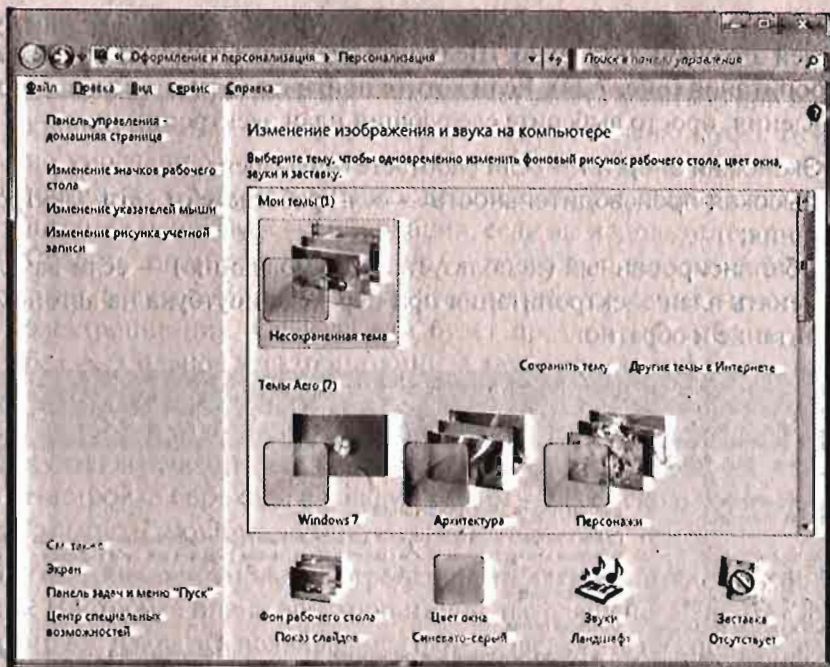 « Оформление и персонализация › Персонализация
Поиск в панели управления
Файл Правка Вид Сервис Справка
Панель управления -
домашняя страница
Изменение значков рабочего
стола
Изменение указателей мыши
Изменение рисунка учетной
записи
Изменение изображения и звука на компьютере
Выберите тему, чтобы одновременно изменить фоновый рисунок рабочего стола, цвет окна,
звуки и заставку.
Мои темы (1)
Несохраненная тема
Сохранить тему Другие темы в Интернете
Темы Aero (7)
Windows 7 Архитектура Персонажи
См. также
Экран
Панель задач и меню "Пуск"
Центр специальных
возможностей
Фон рабочего стола
Показ слайдов
Цвет окна
Синевато-серый
Звуки
Ландшафт
Заставка
Отсутствует